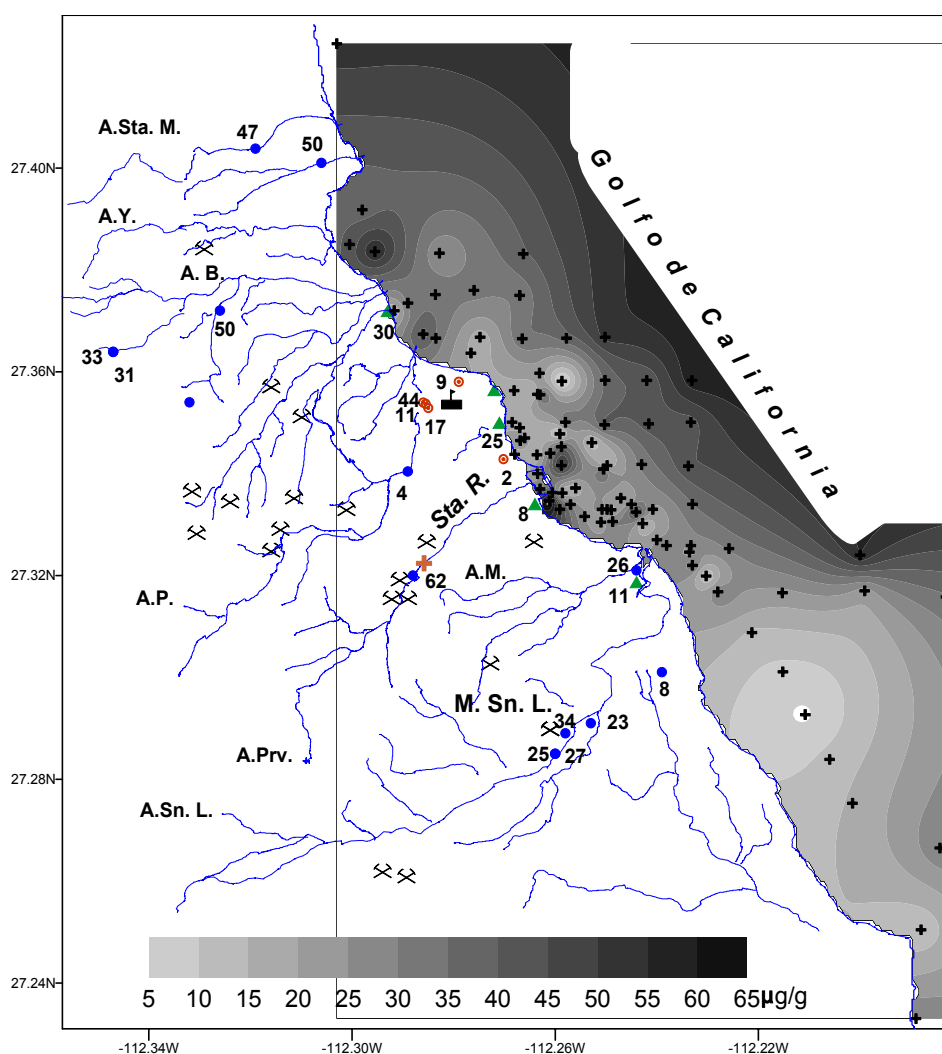 A.Sta. M.
47
50
27.40N
Golfo de California
A.Y.
A. B.
50
30
33
31
27.36N
9
44
11
17
25
2
4
Sta. R.
8
27.32N
62
A.M.
26
11
A.P.
8
M. Sn. L.
34
23
A.Prv.
25
27
27.28N
A.Sn. L.
27.24N
5 10 15 20 25 30 35 40 45 50 55 60 65µg/g
-112.34W -112.30W -112.26W -112.22W